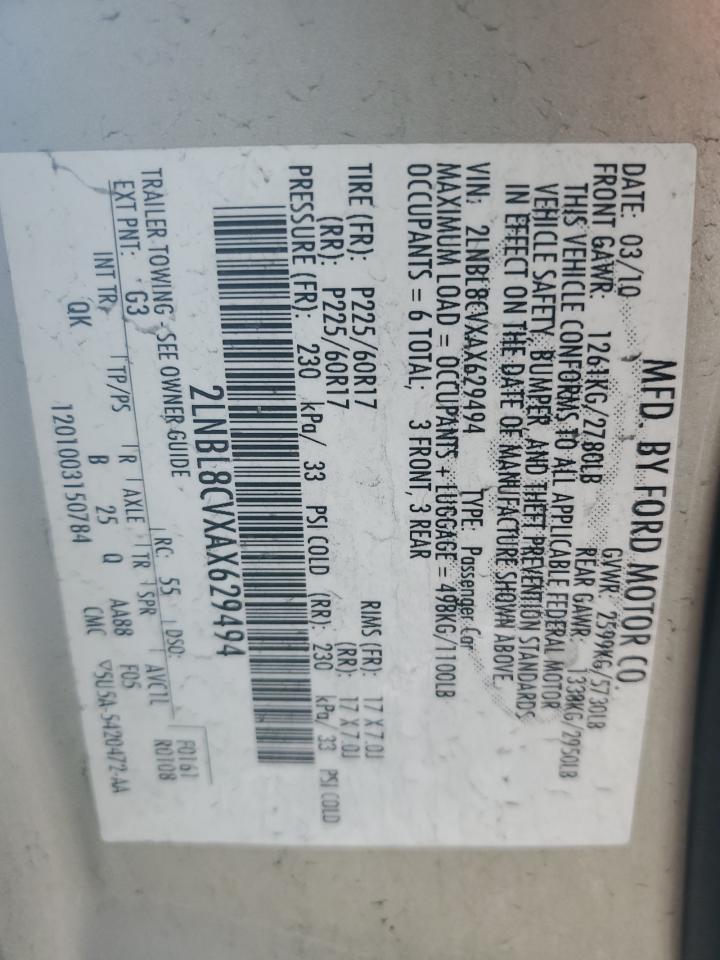 MFD. BY FORD MOTOR CO.
DATE: 03/10 GVWR: 2599KG/5730LB
FRONT GAWR: 1261KG/2780LB REAR GAWR: 1338KG/2950LB
THIS VEHICLE CONFORMS TO ALL APPLICABLE FEDERAL MOTOR
VEHICLE SAFETY, BUMPER, AND THEFT PREVENTION STANDARDS
IN EFFECT ON THE DATE OF MANUFACTURE SHOWN ABOVE.
VIN: 2LNBL8CVXAX629494 TYPE: Passenger Car
MAXIMUM LOAD = OCCUPANTS + LUGGAGE = 498KG/1100LB
OCCUPANTS = 6 TOTAL; 3 FRONT, 3 REAR
TIRE (FR): P225/60R17 RIMS (FR): 17 X 7.0J
(RR): P225/60R17 (RR): 17 X 7.0J
PRESSURE (FR): 230 kPa/ 33 PSI COLD (RR): 230 kPa/ 33 PSI COLD
2LNBL8CVXAX629494
TRAILER TOWING - SEE OWNER GUIDE F0161
EXT PNT: G3 RC: 55 DSO: R0108
INT TR TP/PS R AXLE TR SPR AVC1L
QK B 25 Q AA88 F05
1201003150784 CMC ▽5U5A-5420472-AA